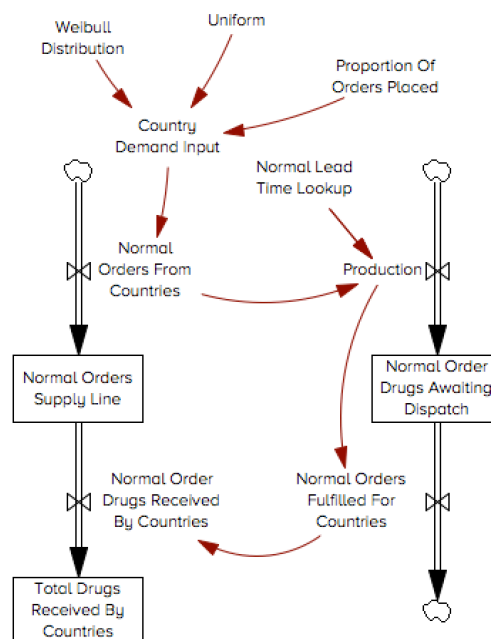 Weibull
Distribution
Uniform
Proportion Of
Orders Placed
Country
Demand Input
Normal Lead
Time Lookup
Normal
Orders From
Countries
Production
Normal Orders
Supply Line
Normal Order
Drugs Awaiting
Dispatch
Normal Order
Drugs Received
By Countries
Normal Orders
Fulfilled For
Countries
Total Drugs
Received By
Countries